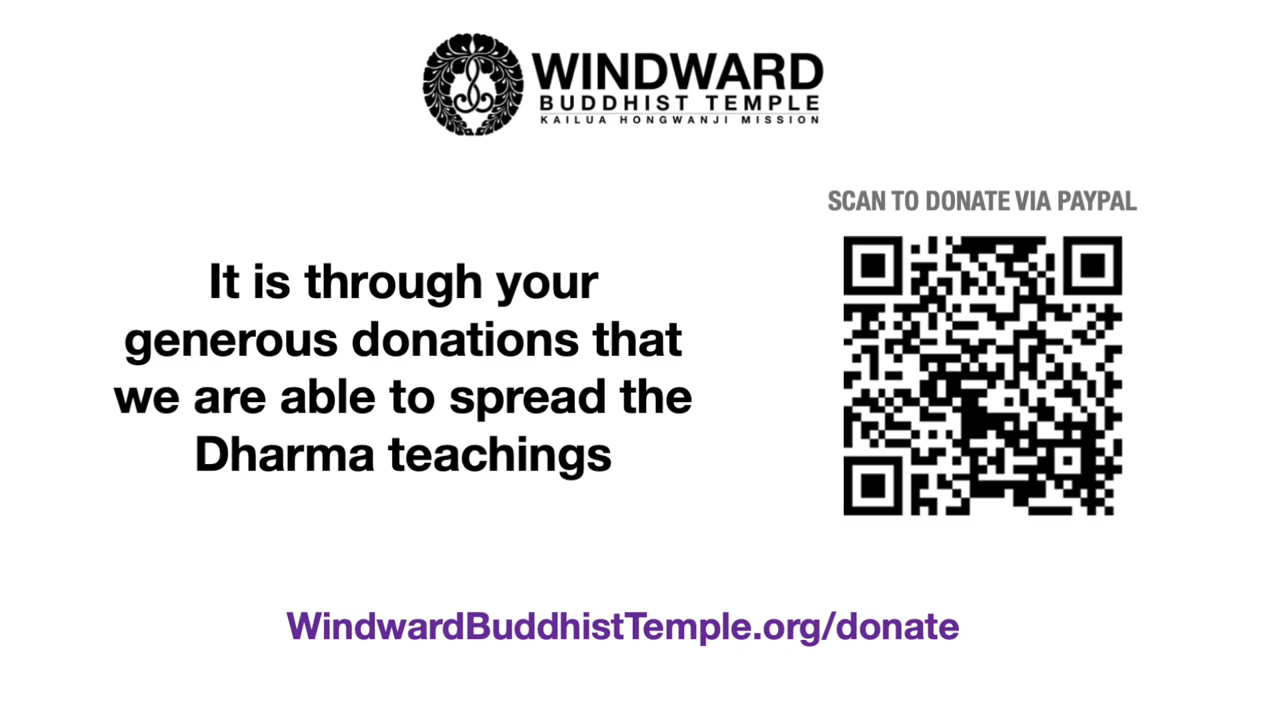 WINDWARD
BUDDHIST TEMPLE
KAILUA HONGWANJI MISSION
SCAN TO DONATE VIA PAYPAL
It is through your
generous donations that
we are able to spread the
Dharma teachings
WindwardBuddhistTemple.org/donate